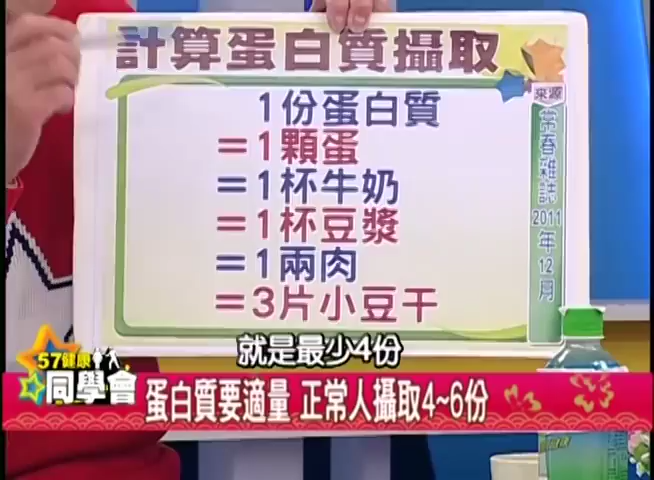 計算蛋白質攝取
1份蛋白質
=1顆蛋
=1杯牛奶
=1杯豆漿
=1兩肉
=3片小豆干
來源
常春雜誌2011年12月
就是最少4份
57健康
同學會
蛋白質要適量 正常人攝取4~6份